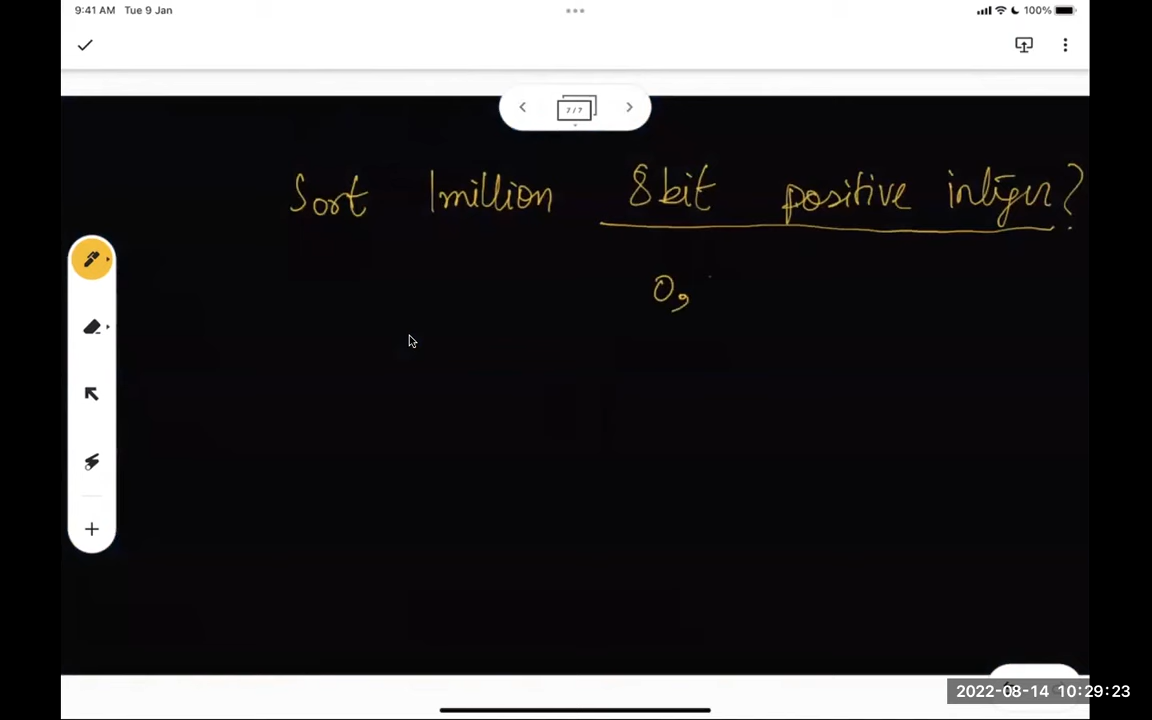 9:41 AM Tue 9 Jan
100%
7/7
Sort 1million 8bit positive intiger?
0,
2022-08-14 10:29:23